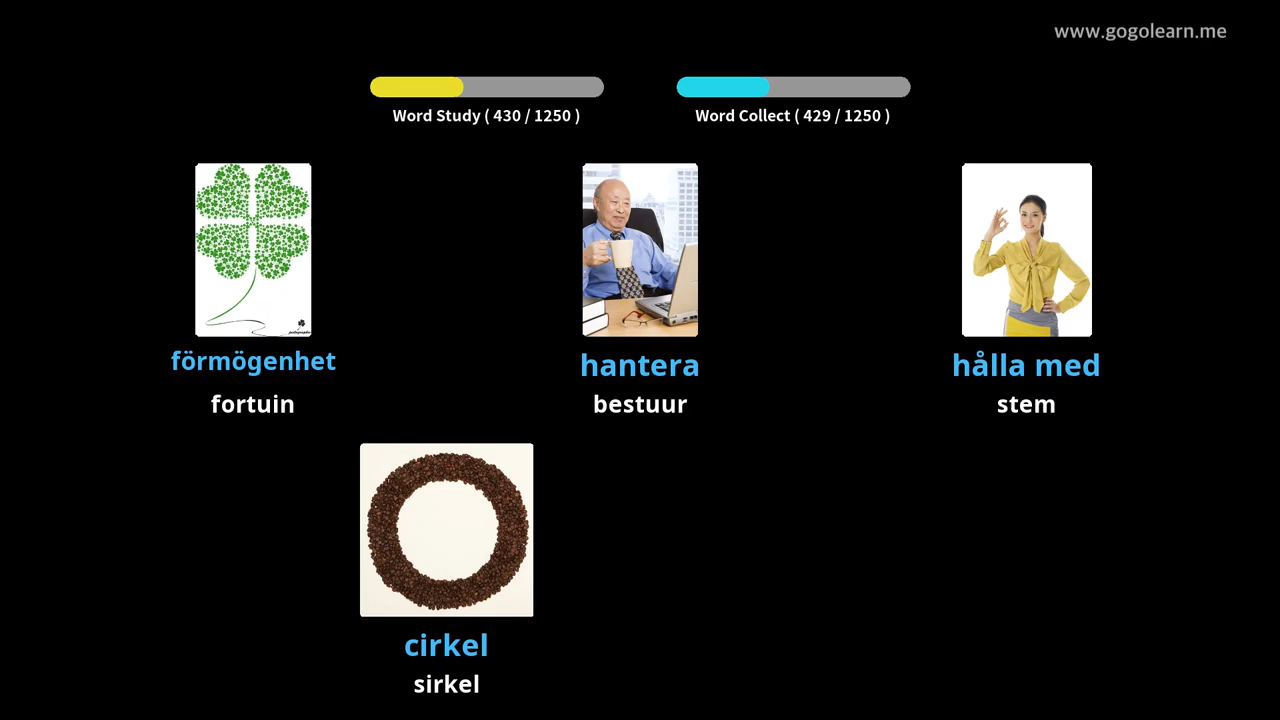 www.gogolearn.me
Word Study ( 430 / 1250 )
Word Collect ( 429 / 1250 )
förmögenhet
hantera
hålla med
fortuin
bestuur
stem
cirkel
sirkel